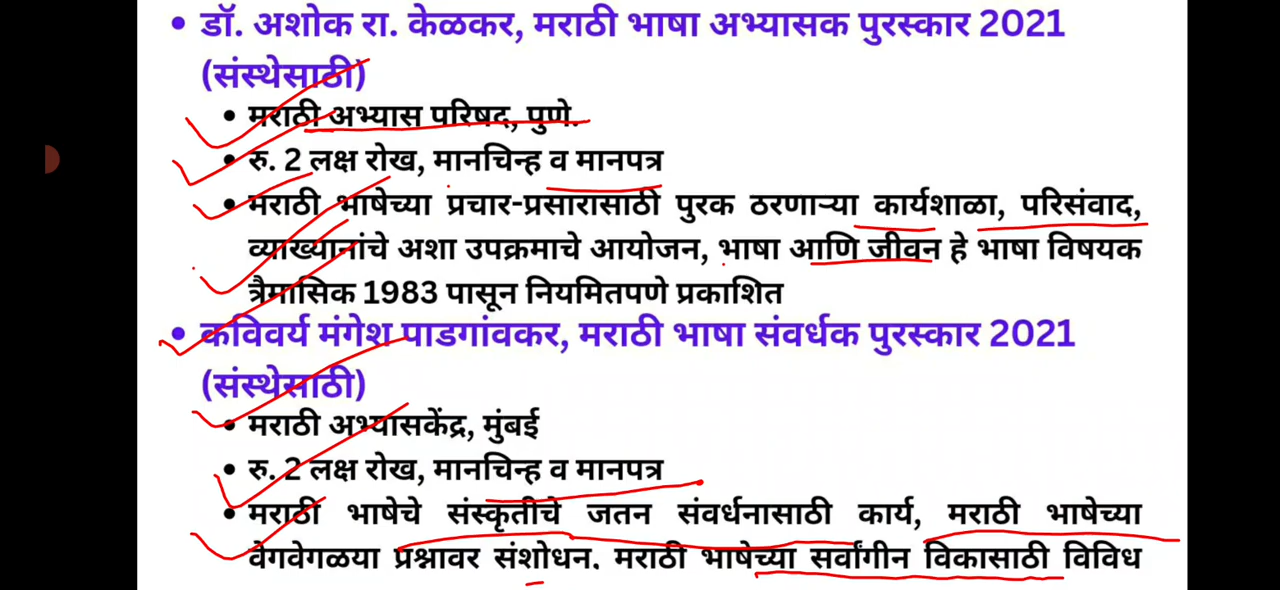 • डॉ. अशोक रा. केळकर, मराठी भाषा अभ्यासक पुरस्कार 2021
(संस्थेसाठी)
• मराठी अभ्यास परिषद, पुणे.
• रु. 2 लक्ष रोख, मानचिन्ह व मानपत्र
• मराठी भाषेच्या प्रचार-प्रसारासाठी पुरक ठरणाऱ्या कार्यशाळा, परिसंवाद,
व्याख्यानांचे अशा उपक्रमाचे आयोजन, भाषा आणि जीवन हे भाषा विषयक
त्रैमासिक 1983 पासून नियमितपणे प्रकाशित
• कविवर्य मंगेश पाडगांवकर, मराठी भाषा संवर्धक पुरस्कार 2021
(संस्थेसाठी)
• मराठी अभ्यासकेंद्र, मुंबई
• रु. 2 लक्ष रोख, मानचिन्ह व मानपत्र
• मराठी भाषेचे संस्कृतीचे जतन संवर्धनासाठी कार्य, मराठी भाषेच्या
वेगवेगळया प्रश्नावर संशोधन. मराठी भाषेच्या सर्वांगीन विकासाठी विविध